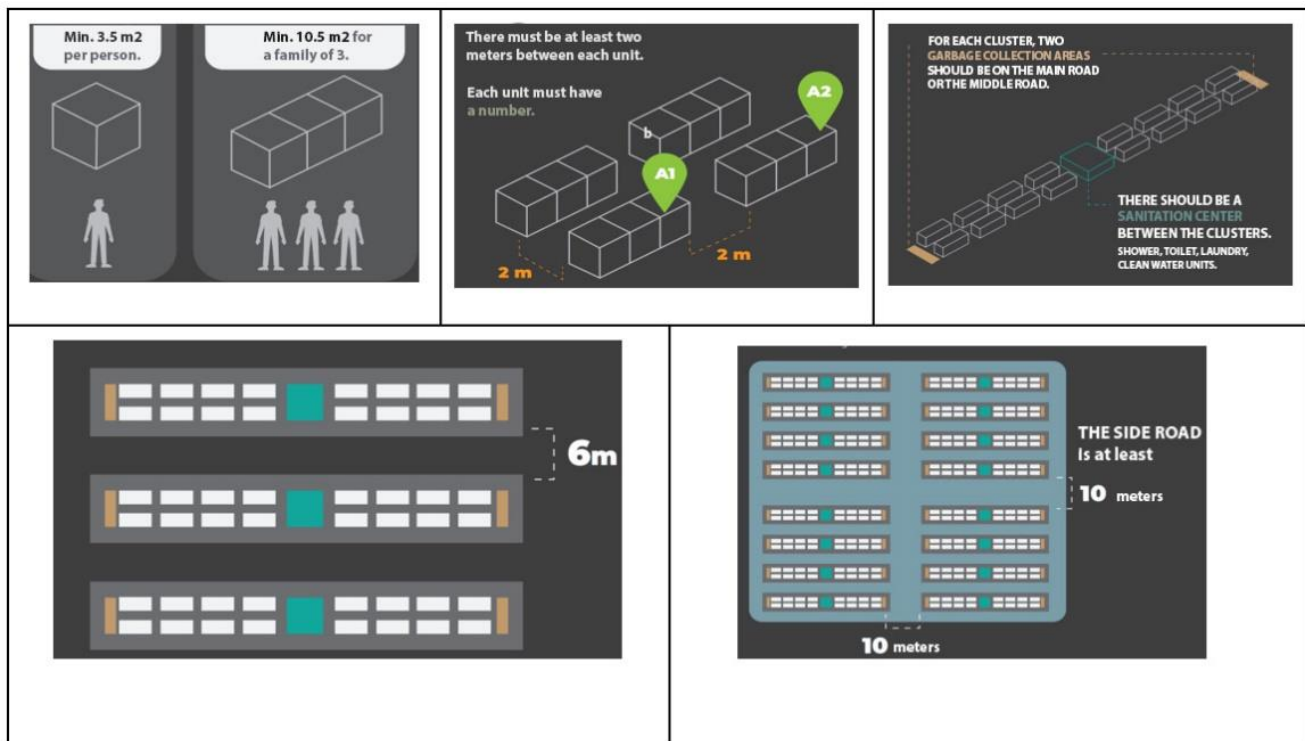 Min. 3.5 m2
per person.
Min. 10.5 m2 for
a family of 3.
There must be at least two
meters between each unit.
Each unit must have
a number.
b
A1
A2
2 m
2 m
FOR EACH CLUSTER, TWO
GARBAGE COLLECTION AREAS
SHOULD BE ON THE MAIN ROAD
OR THE MIDDLE ROAD.
THERE SHOULD BE A
SANITATION CENTER
BETWEEN THE CLUSTERS.
SHOWER, TOILET, LAUNDRY,
CLEAN WATER UNITS.
6m
THE SIDE ROAD
is at least
10 meters
10 meters